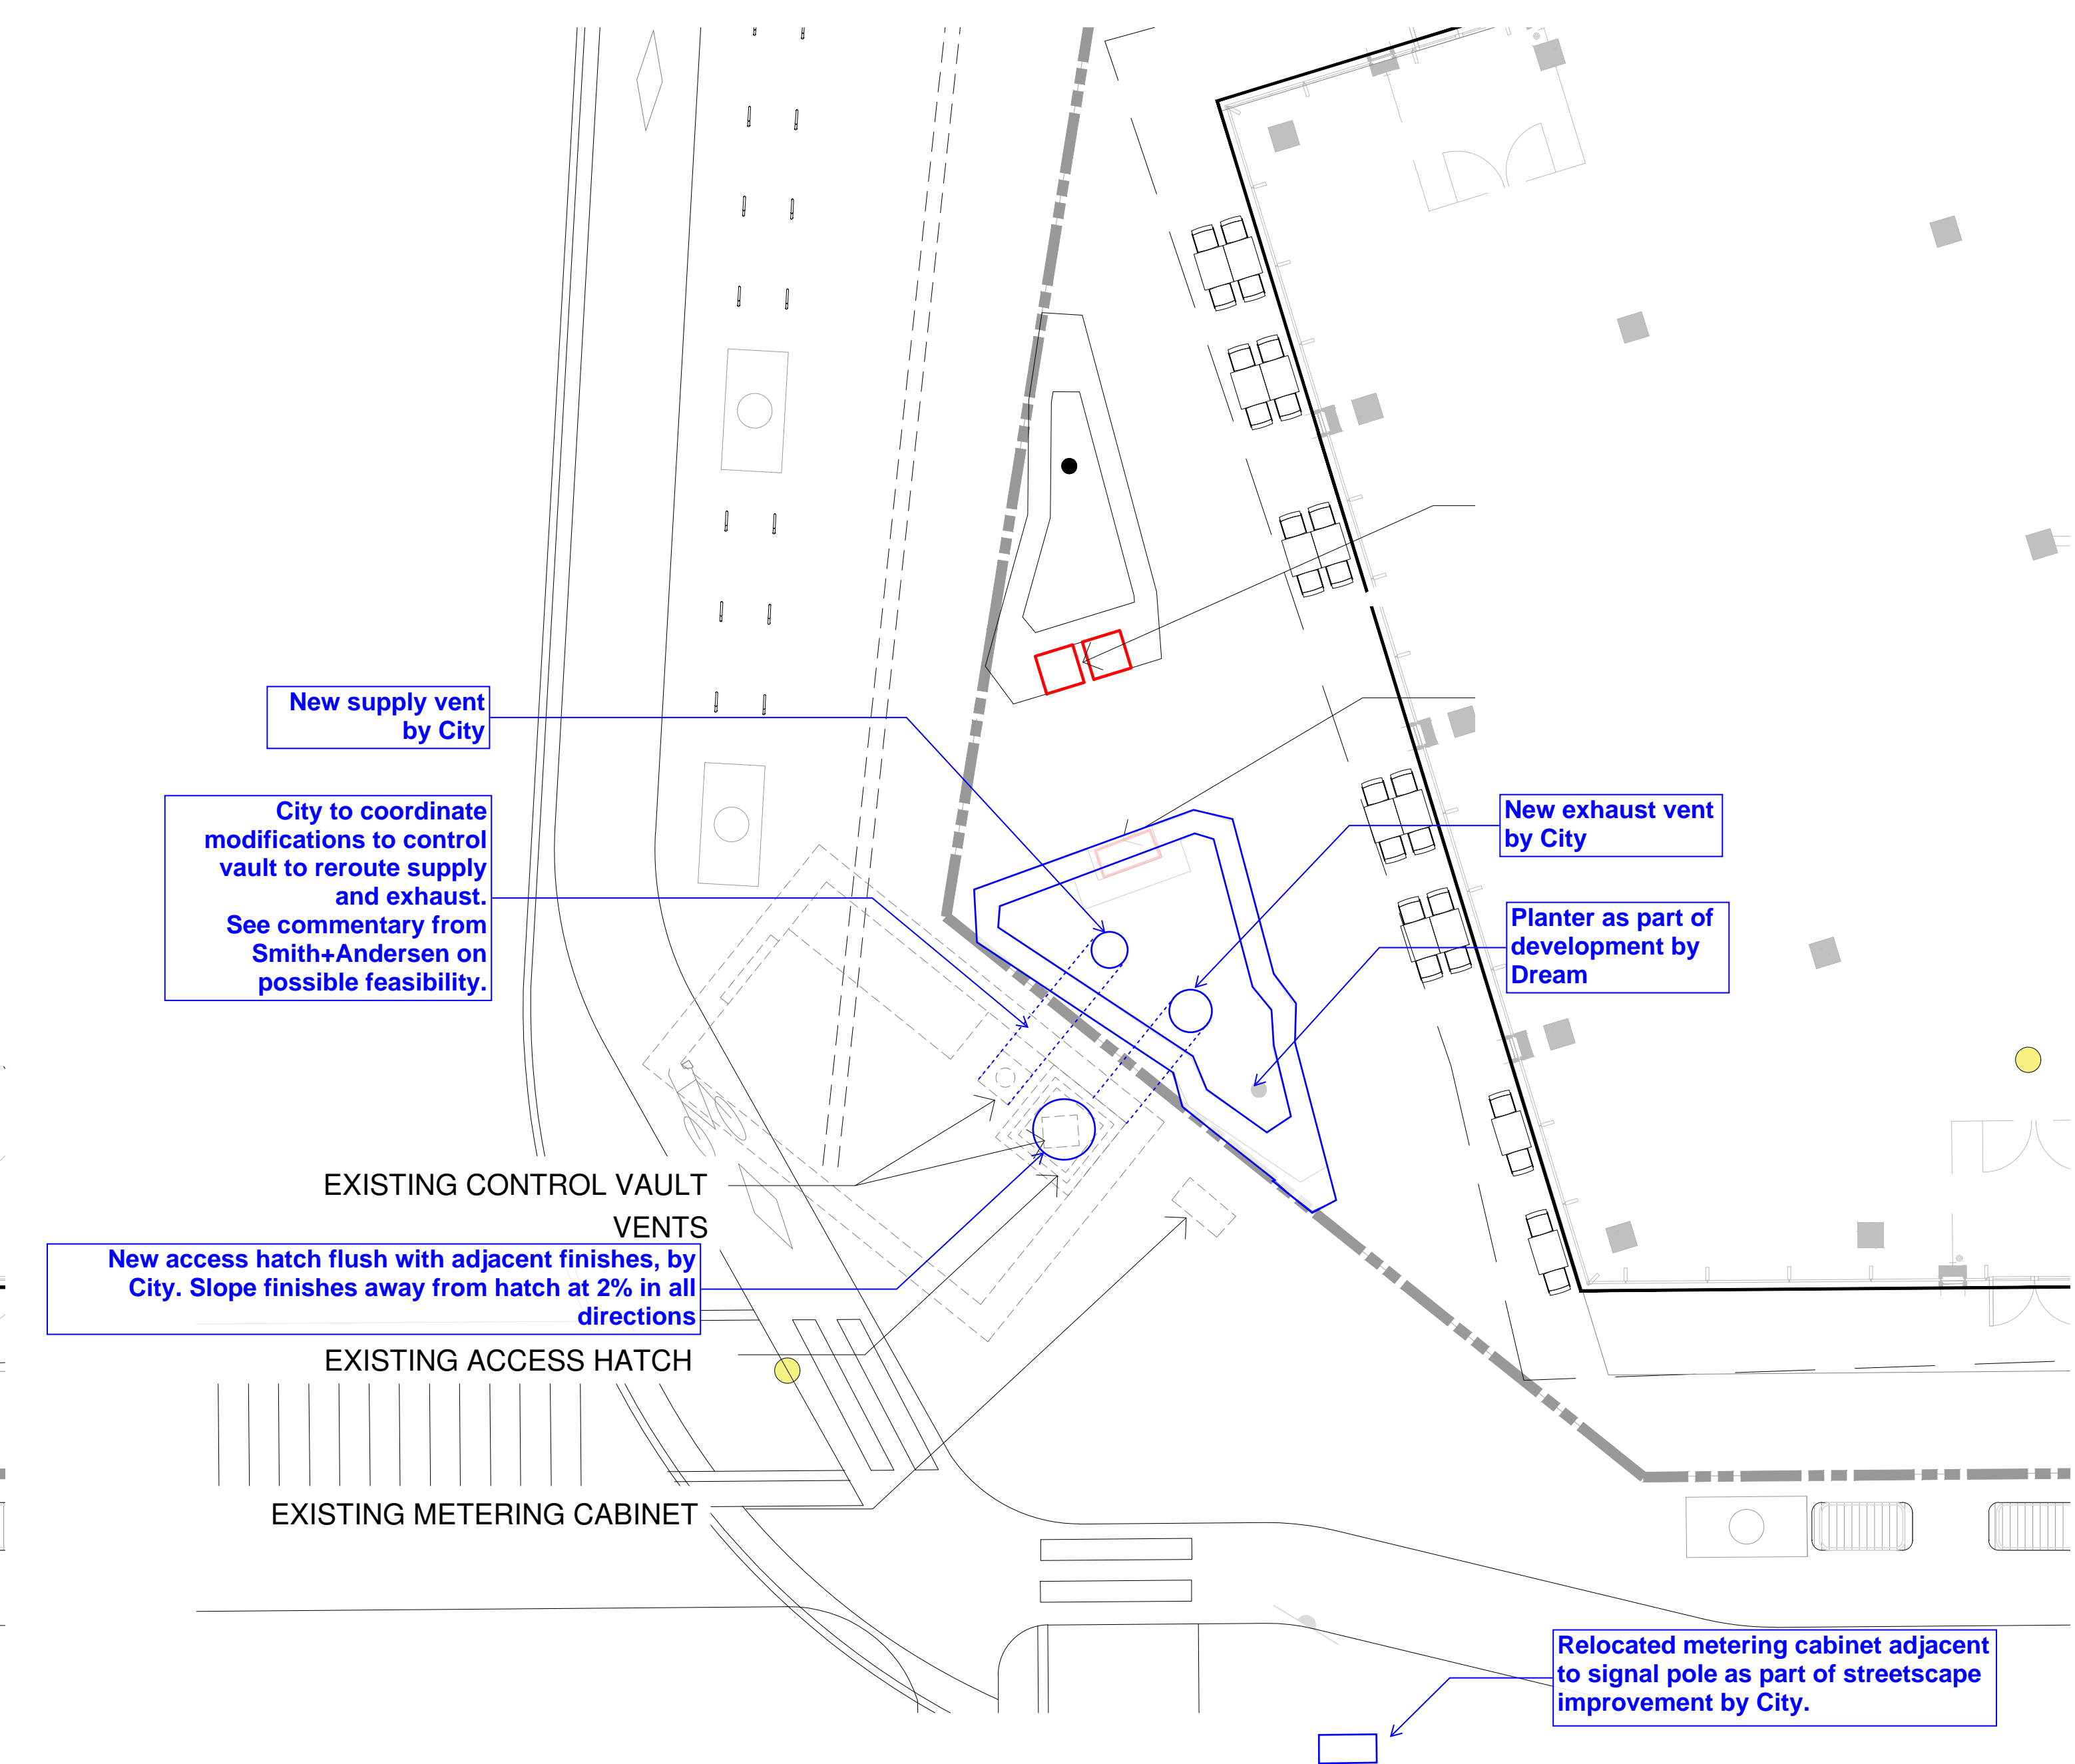 New supply vent
by City
City to coordinate
modifications to control
vault to reroute supply
and exhaust.
See commentary from
Smith+Andersen on
possible feasibility.
New exhaust vent
by City
Planter as part of
development by
Dream
EXISTING CONTROL VAULT
VENTS
New access hatch flush with adjacent finishes, by
City. Slope finishes away from hatch at 2% in all
directions
EXISTING ACCESS HATCH
EXISTING METERING CABINET
Relocated metering cabinet adjacent
to signal pole as part of streetscape
improvement by City.